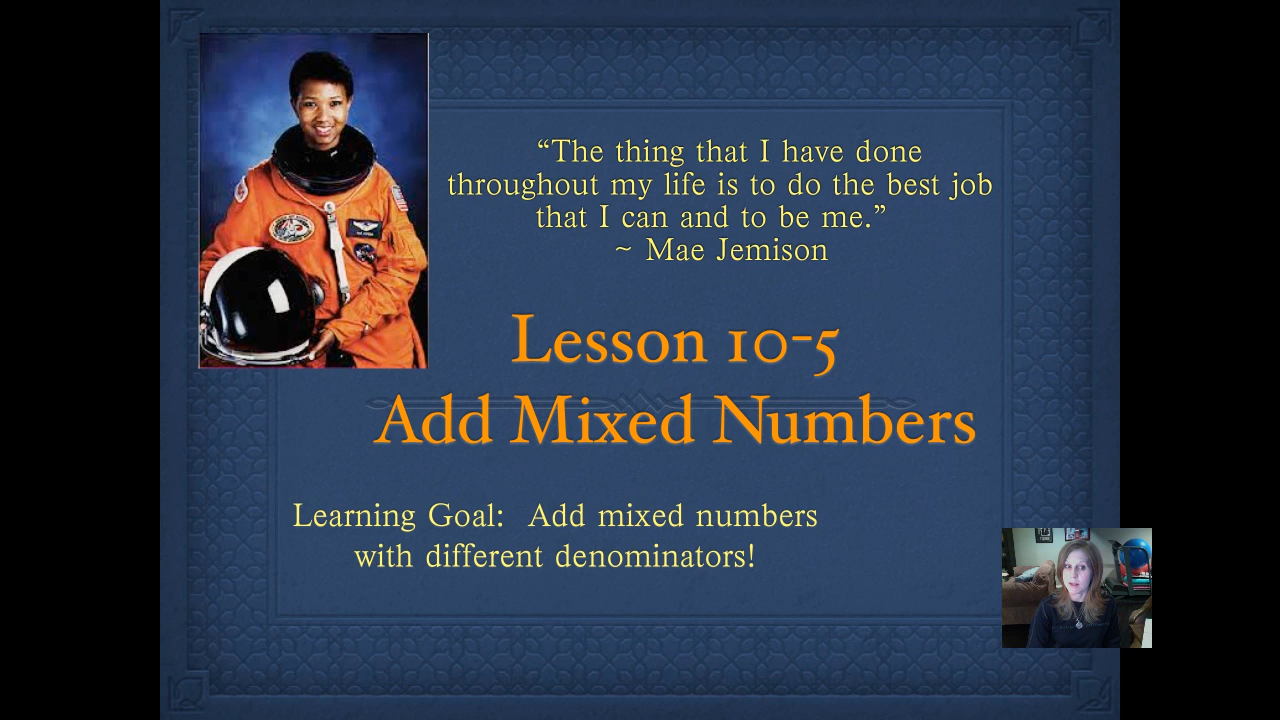 “The thing that I have done
throughout my life is to do the best job
that I can and to be me.”
~ Mae Jemison
Lesson 10-5
Add Mixed Numbers
Learning Goal:  Add mixed numbers
with different denominators!